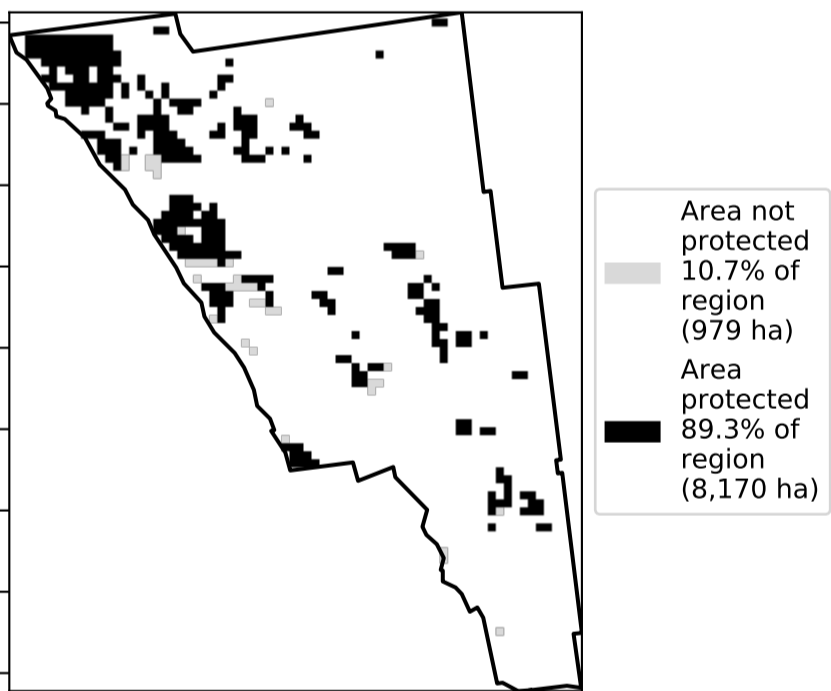 Area not
protected
10.7% of
region
(979 ha)
Area
protected
89.3% of
region
(8,170 ha)